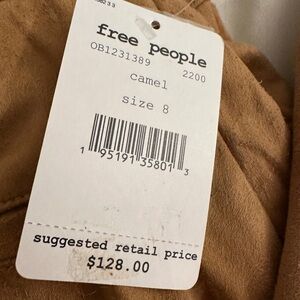 free people
OB1231389 2200
camel
size 8
1 95191 35801 3
suggested retail price
$128.00